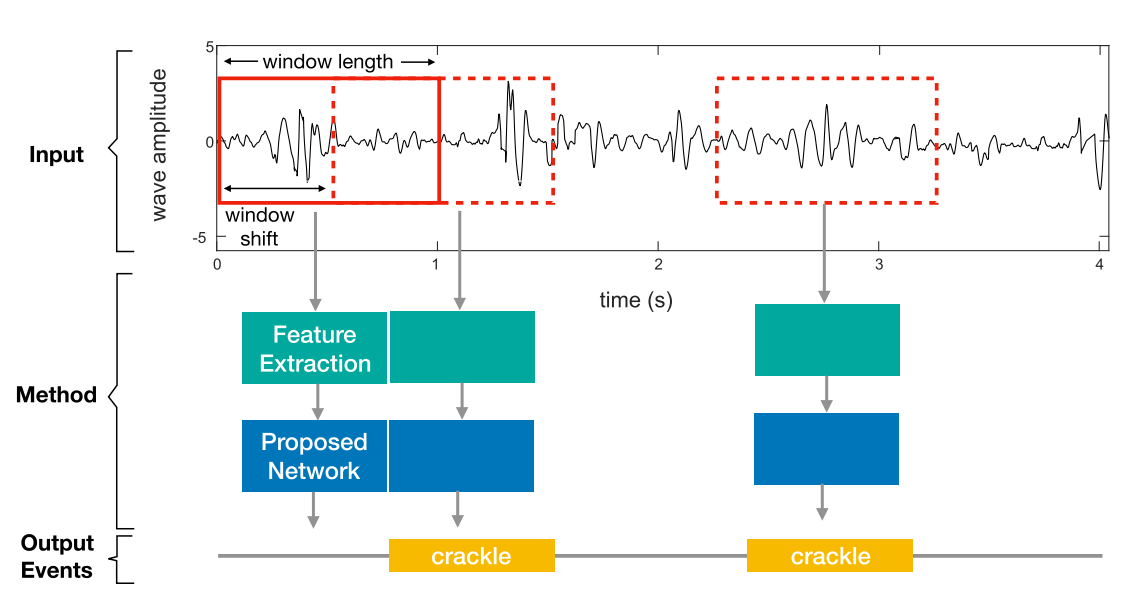 5
window length
wave amplitude
0
Input
window
shift
-5
0
1
2
3
4
time (s)
Feature
Extraction
Method
Proposed
Network
Output
Events
crackle
crackle